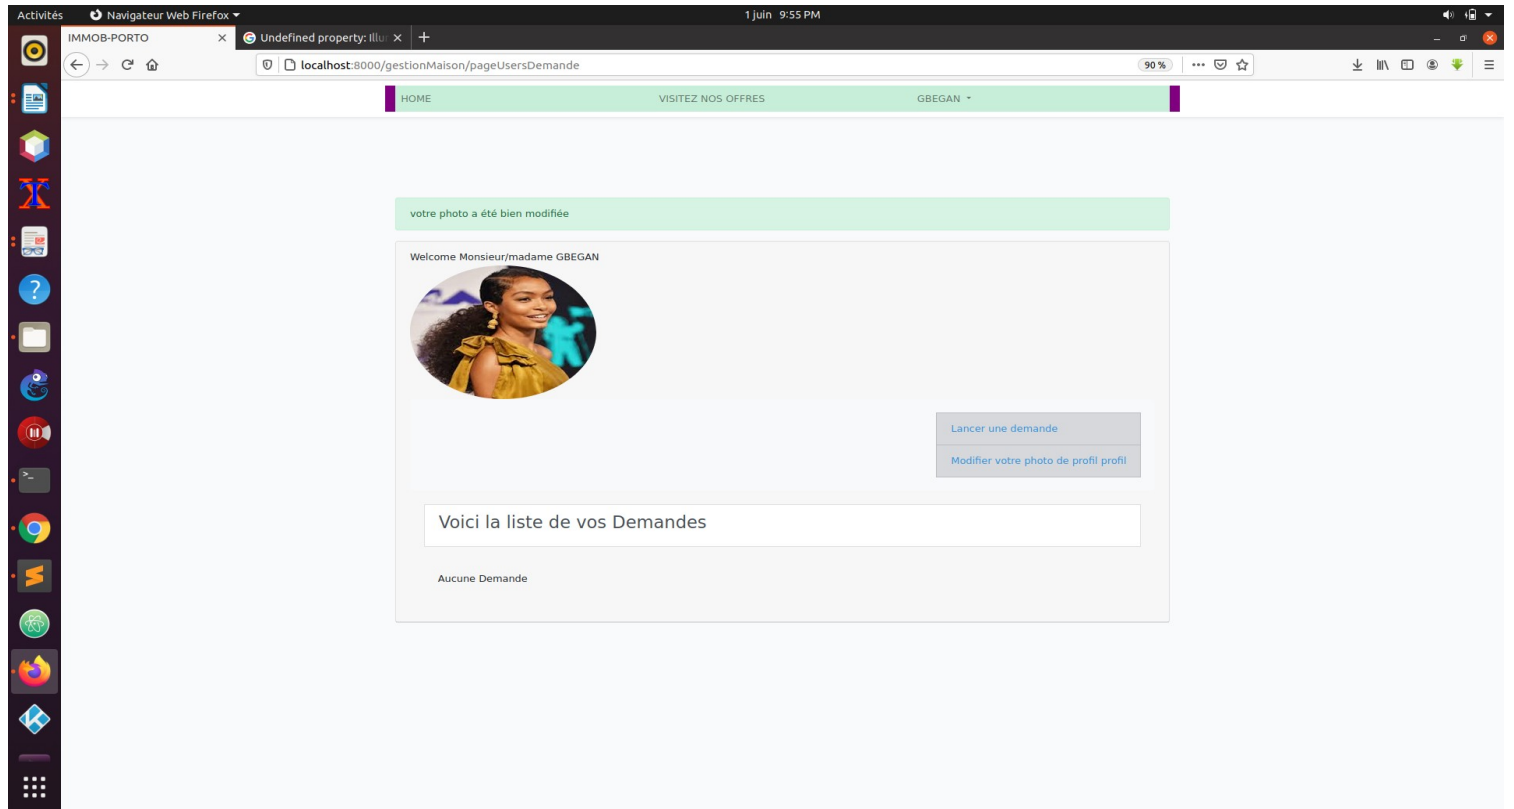 Activités Navigateur Web Firefox 1 juin 9:55 PM
IMMOB-PORTO Undefined property: Illu
localhost:8000/gestionMaison/pageUsersDemande 90 %
HOME VISITEZ NOS OFFRES GBEGAN
votre photo a été bien modifiée
Welcome Monsieur/madame GBEGAN
Lancer une demande
Modifier votre photo de profil profil
Voici la liste de vos Demandes
Aucune Demande